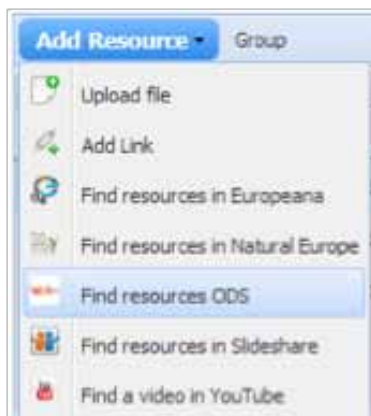 Add Resource Group
Upload file
Add Link
Find resources in Europeana
Find resources in Natural Europe
Find resources ODS
Find resources in Slideshare
Find a video in YouTube